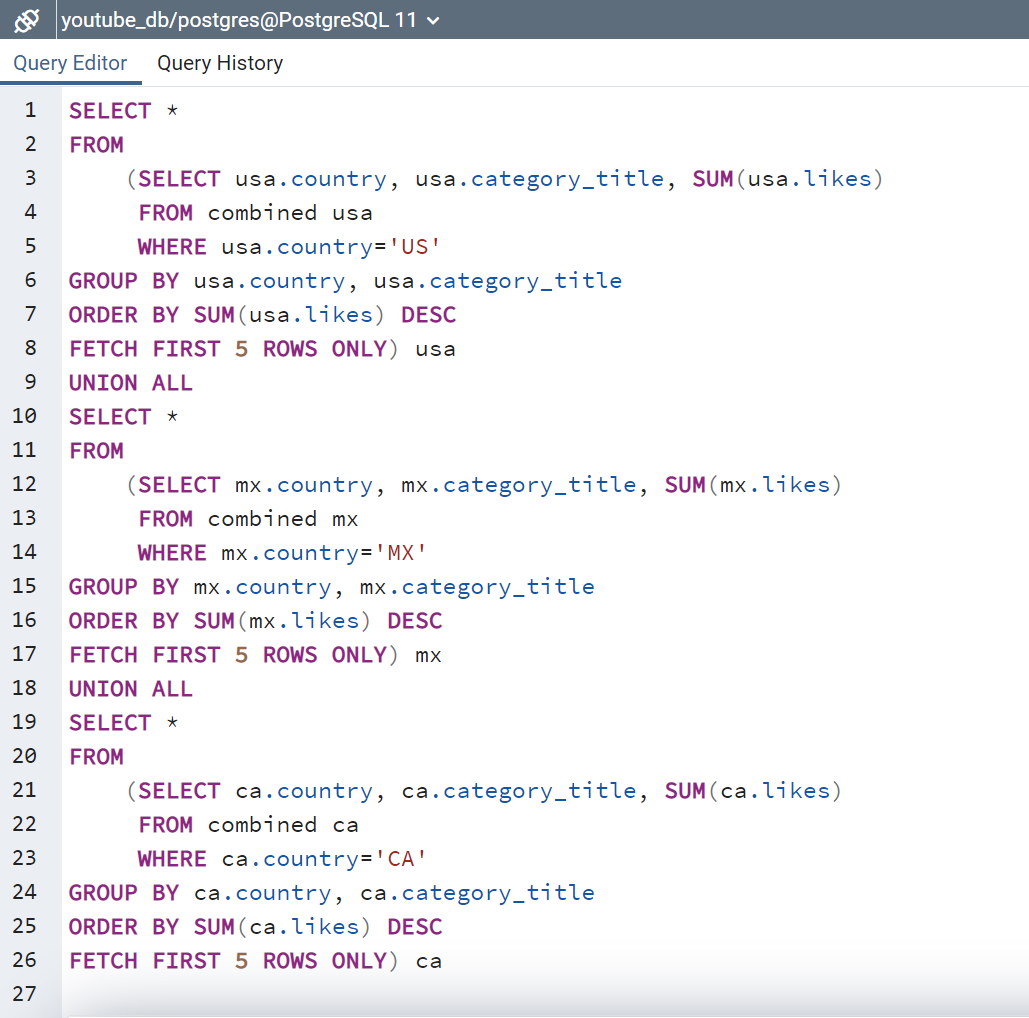 youtube_db/postgres@PostgreSQL 11
Query Editor Query History
1 SELECT *
2 FROM
3 (SELECT usa.country, usa.category_title, SUM(usa.likes)
4 FROM combined usa
5 WHERE usa.country='US'
6 GROUP BY usa.country, usa.category_title
7 ORDER BY SUM(usa.likes) DESC
8 FETCH FIRST 5 ROWS ONLY) usa
9 UNION ALL
10 SELECT *
11 FROM
12 (SELECT mx.country, mx.category_title, SUM(mx.likes)
13 FROM combined mx
14 WHERE mx.country='MX'
15 GROUP BY mx.country, mx.category_title
16 ORDER BY SUM(mx.likes) DESC
17 FETCH FIRST 5 ROWS ONLY) mx
18 UNION ALL
19 SELECT *
20 FROM
21 (SELECT ca.country, ca.category_title, SUM(ca.likes)
22 FROM combined ca
23 WHERE ca.country='CA'
24 GROUP BY ca.country, ca.category_title
25 ORDER BY SUM(ca.likes) DESC
26 FETCH FIRST 5 ROWS ONLY) ca
27